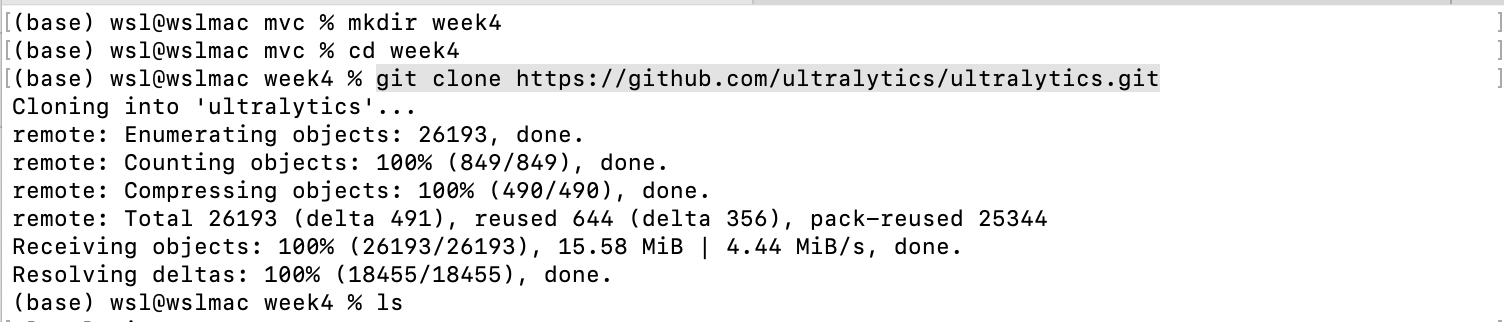 [(base) wsl@wslmac mvc % mkdir week4 ]
[(base) wsl@wslmac mvc % cd week4 ]
[(base) wsl@wslmac week4 % git clone https://github.com/ultralytics/ultralytics.git ]
Cloning into 'ultralytics'...
remote: Enumerating objects: 26193, done.
remote: Counting objects: 100% (849/849), done.
remote: Compressing objects: 100% (490/490), done.
remote: Total 26193 (delta 491), reused 644 (delta 356), pack-reused 25344
Receiving objects: 100% (26193/26193), 15.58 MiB | 4.44 MiB/s, done.
Resolving deltas: 100% (18455/18455), done.
(base) wsl@wslmac week4 % ls